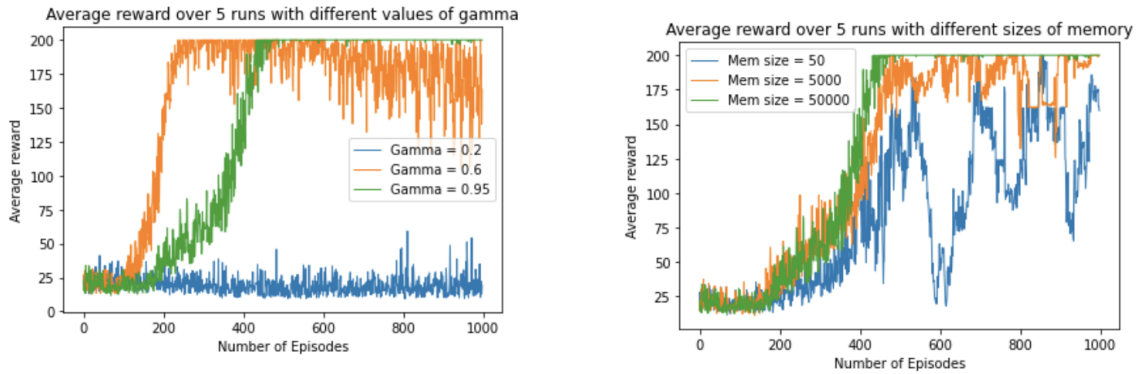 Average reward over 5 runs with different values of gamma
200
175
150
125
100
75
50
25
0
Average reward
Gamma = 0.2
Gamma = 0.6
Gamma = 0.95
0 200 400 600 800 1000
Number of Episodes
Average reward over 5 runs with different sizes of memory
200
175
150
125
100
75
50
25
Average reward
Mem size = 50
Mem size = 5000
Mem size = 50000
0 200 400 600 800 1000
Number of Episodes